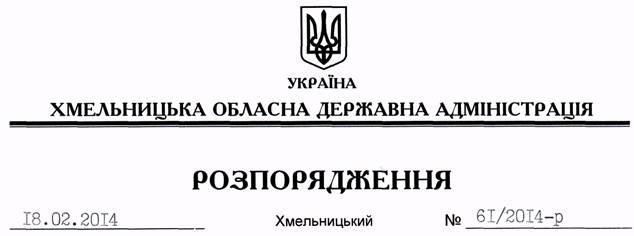 УКРАЇНА
ХМЕЛЬНИЦЬКА ОБЛАСНА ДЕРЖАВНА АДМІНІСТРАЦІЯ
РОЗПОРЯДЖЕННЯ
18.02.2014 Хмельницький № 61/2014-р